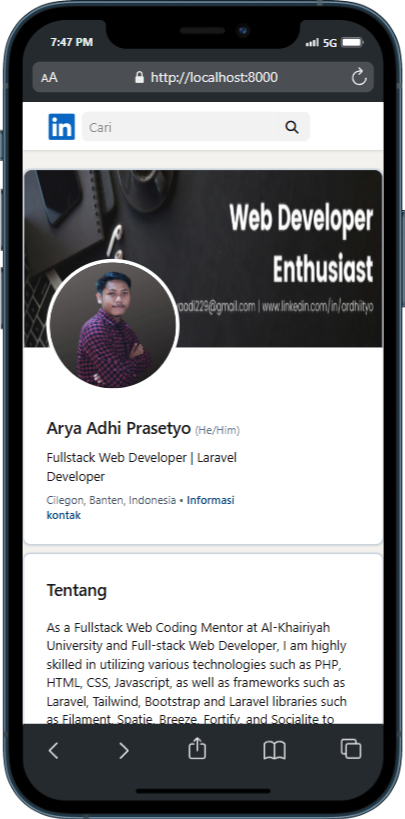 7:47 PM
5G
AA
http://localhost:8000
in
Cari
Web Developer
Enthusiast
aodi229@gmail.com | www.linkedin.com/in/ardhiityo
Arya Adhi Prasetyo (He/Him)
Fullstack Web Developer | Laravel
Developer
Cilegon, Banten, Indonesia • Informasi
kontak
Tentang
As a Fullstack Web Coding Mentor at Al-Khairiyah
University and Full-stack Web Developer, I am highly
skilled in utilizing various technologies such as PHP,
HTML, CSS, Javascript, as well as frameworks such as
Laravel, Tailwind, Bootstrap and Laravel libraries such
as Filament, Spatie, Breeze, Fortify, and Socialite to